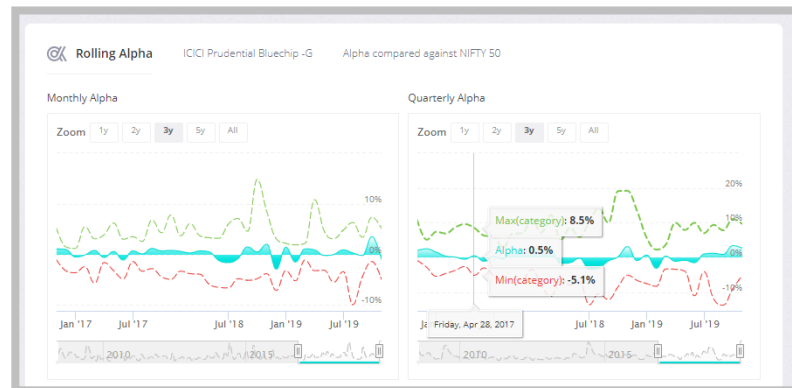 Rolling Alpha ICICI Prudential Bluechip -G Alpha compared against NIFTY 50
Monthly Alpha
Zoom 1y 2y 3y 5y All
10%
0%
-10%
Jan '17 Jul '17 Jul '18 Jan '19 Jul '19
2010 2015
Quarterly Alpha
Zoom 1y 2y 3y 5y All
20%
10%
0%
-10%
Max(category): 8.5%
Alpha: 0.5%
Min(category): -5.1%
Friday, Apr 28, 2017
Jul '18 Jan '19 Jul '19
2010 2015